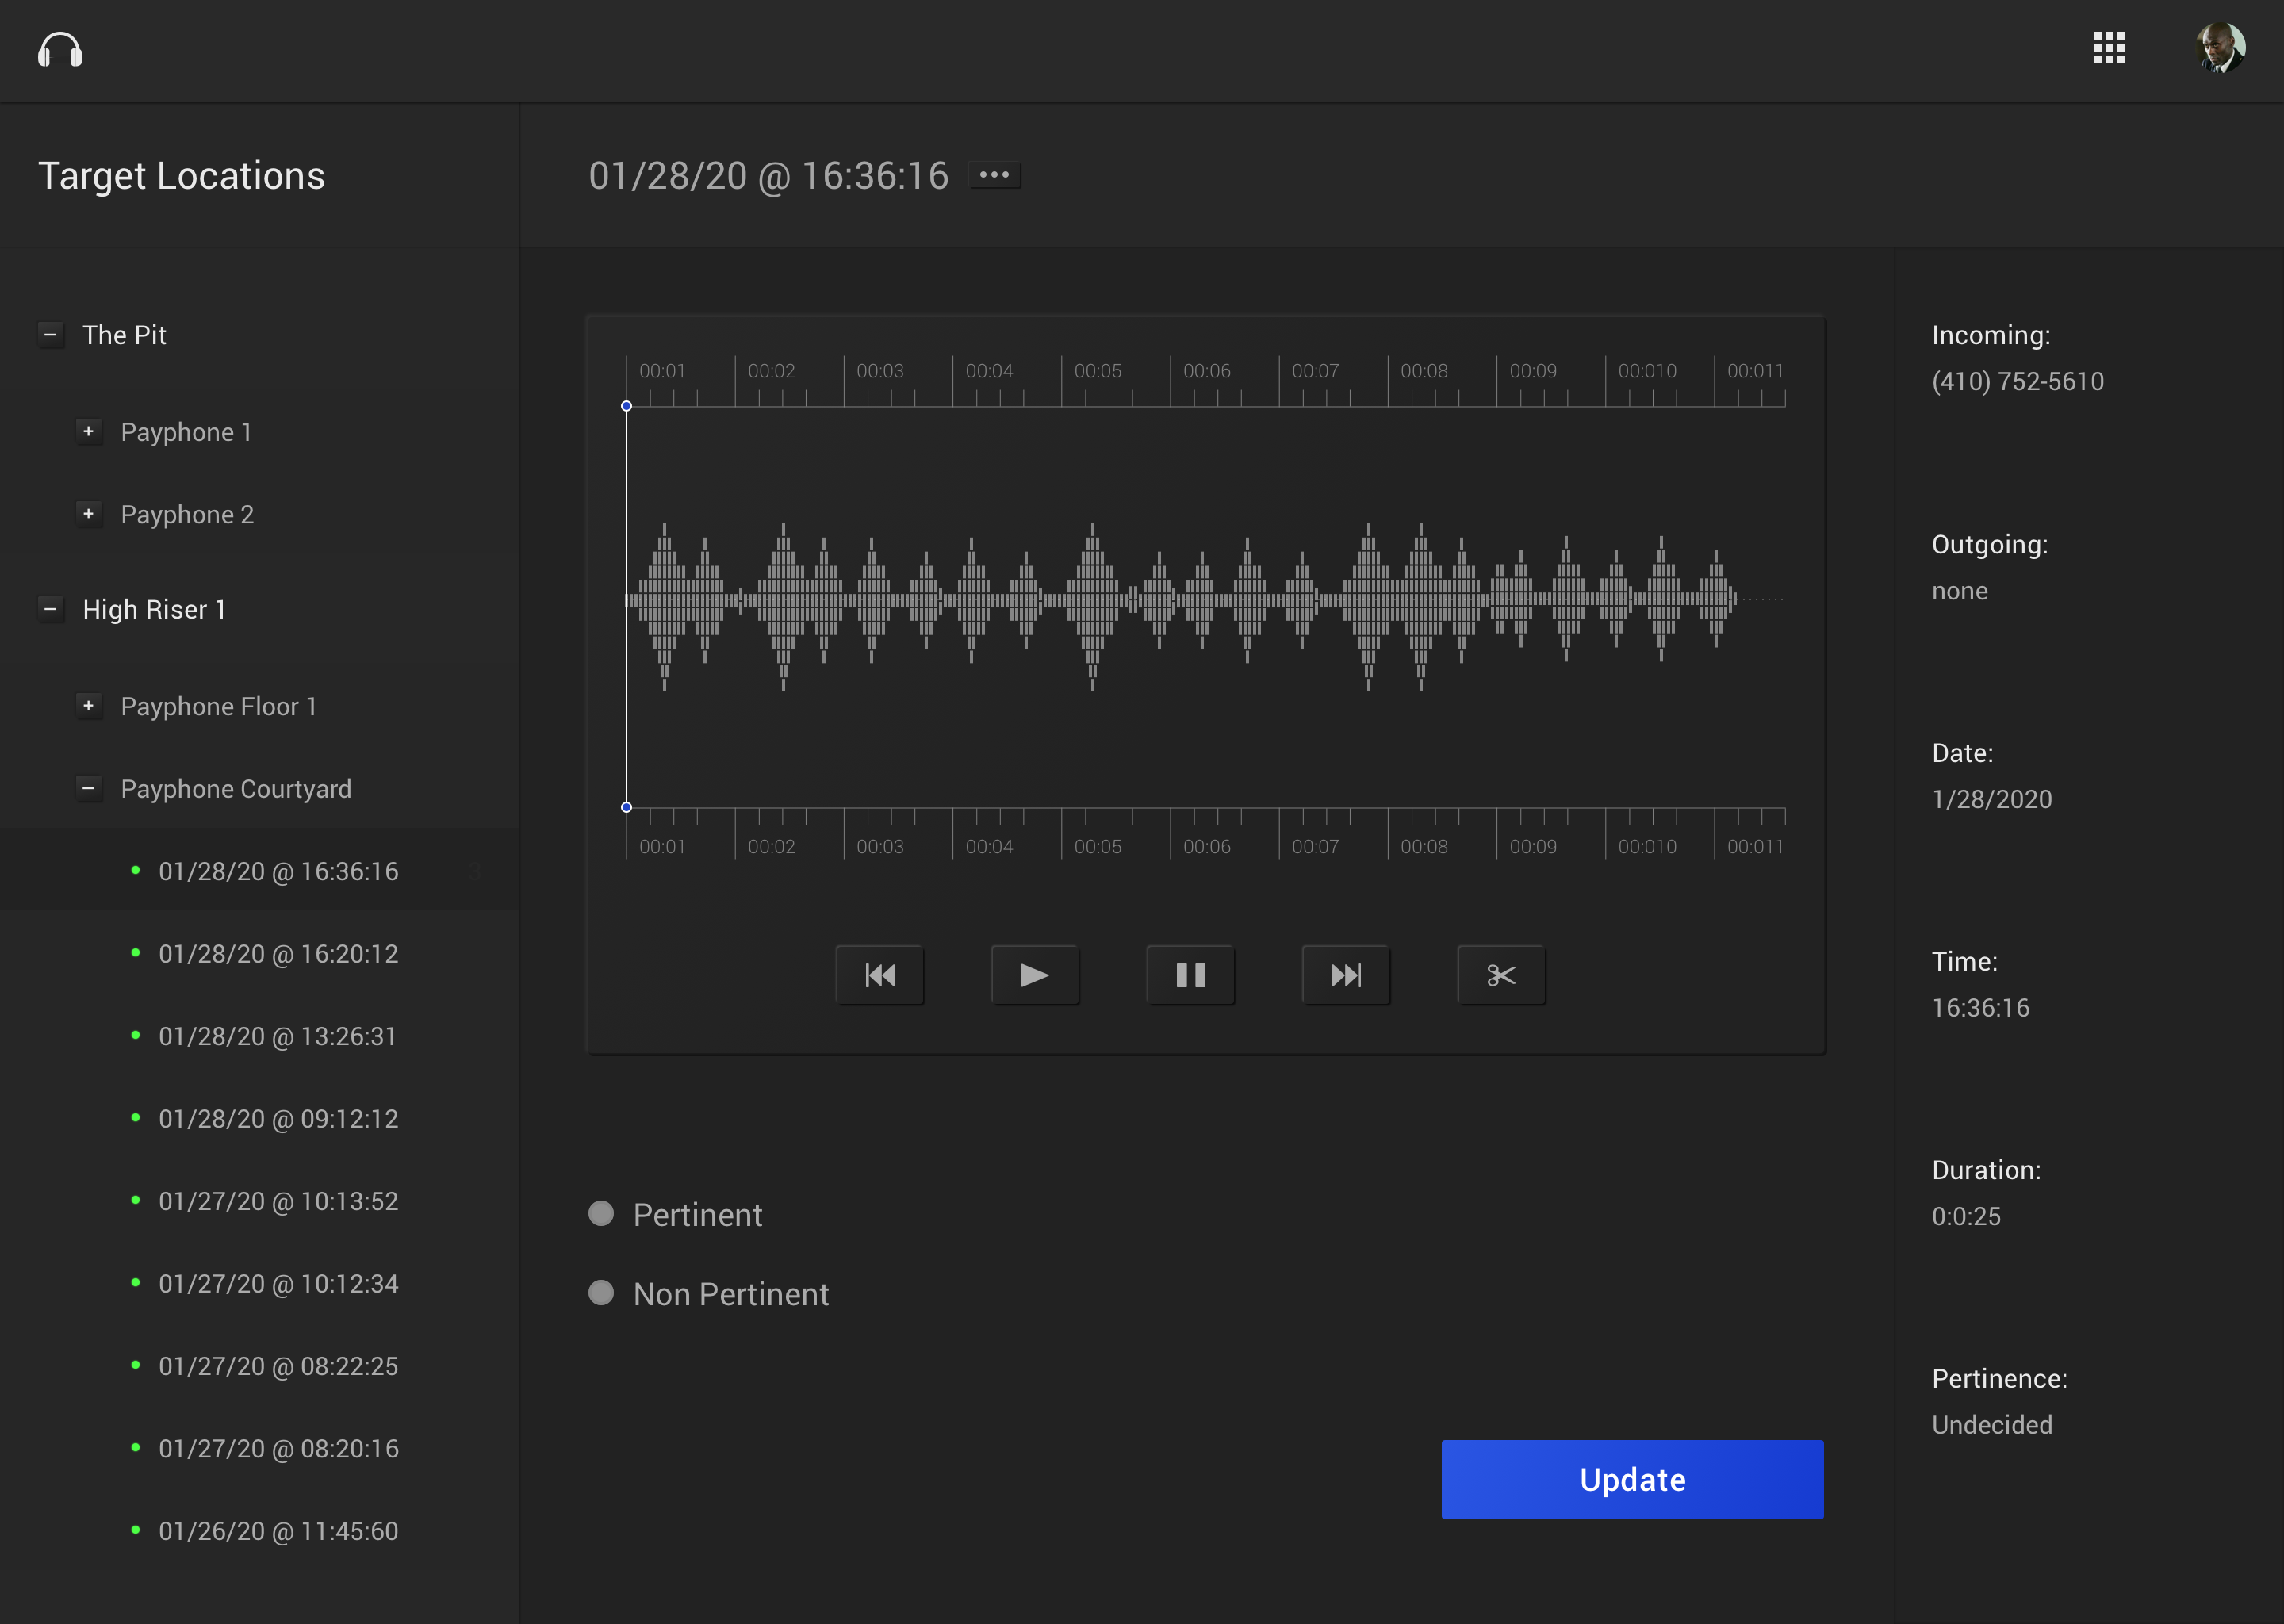 Target Locations
01/28/20 @ 16:36:16
The Pit
Payphone 1
Payphone 2
High Riser 1
Payphone Floor 1
Payphone Courtyard
01/28/20 @ 16:36:16 3
01/28/20 @ 16:20:12
01/28/20 @ 13:26:31
01/28/20 @ 09:12:12
01/27/20 @ 10:13:52
01/27/20 @ 10:12:34
01/27/20 @ 08:22:25
01/27/20 @ 08:20:16
01/26/20 @ 11:45:60
00:01 00:02 00:03 00:04 00:05 00:06 00:07 00:08 00:09 00:010 00:011
00:01 00:02 00:03 00:04 00:05 00:06 00:07 00:08 00:09 00:010 00:011
Pertinent
Non Pertinent
Update
Incoming:
(410) 752-5610
Outgoing:
none
Date:
1/28/2020
Time:
16:36:16
Duration:
0:0:25
Pertinence:
Undecided